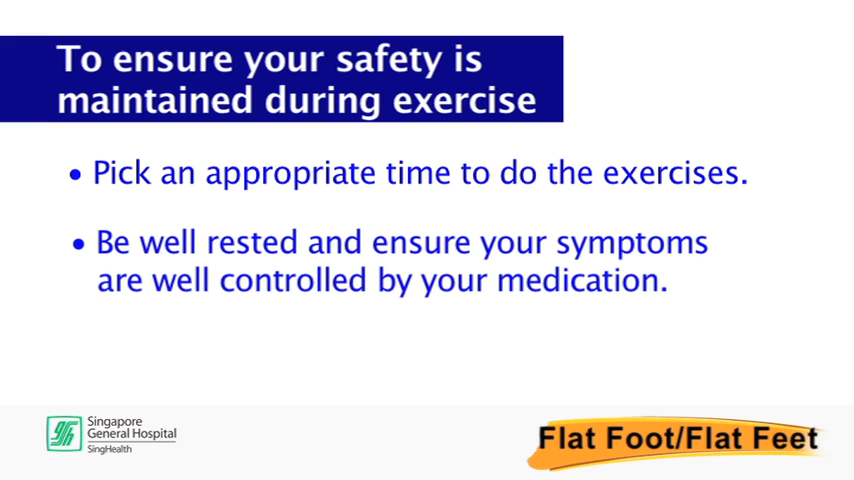 To ensure your safety is
maintained during exercise
• Pick an appropriate time to do the exercises.
• Be well rested and ensure your symptoms
are well controlled by your medication.
Singapore
General Hospital
SingHealth
Flat Foot/Flat Feet